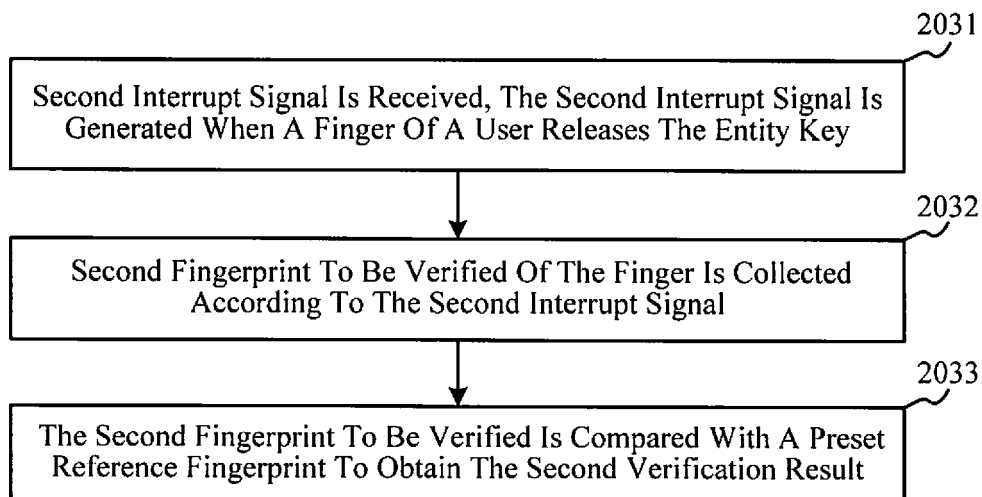 2031
Second Interrupt Signal Is Received, The Second Interrupt Signal Is
Generated When A Finger Of A User Releases The Entity Key
2032
Second Fingerprint To Be Verified Of The Finger Is Collected
According To The Second Interrupt Signal
2033
The Second Fingerprint To Be Verified Is Compared With A Preset
Reference Fingerprint To Obtain The Second Verification Result